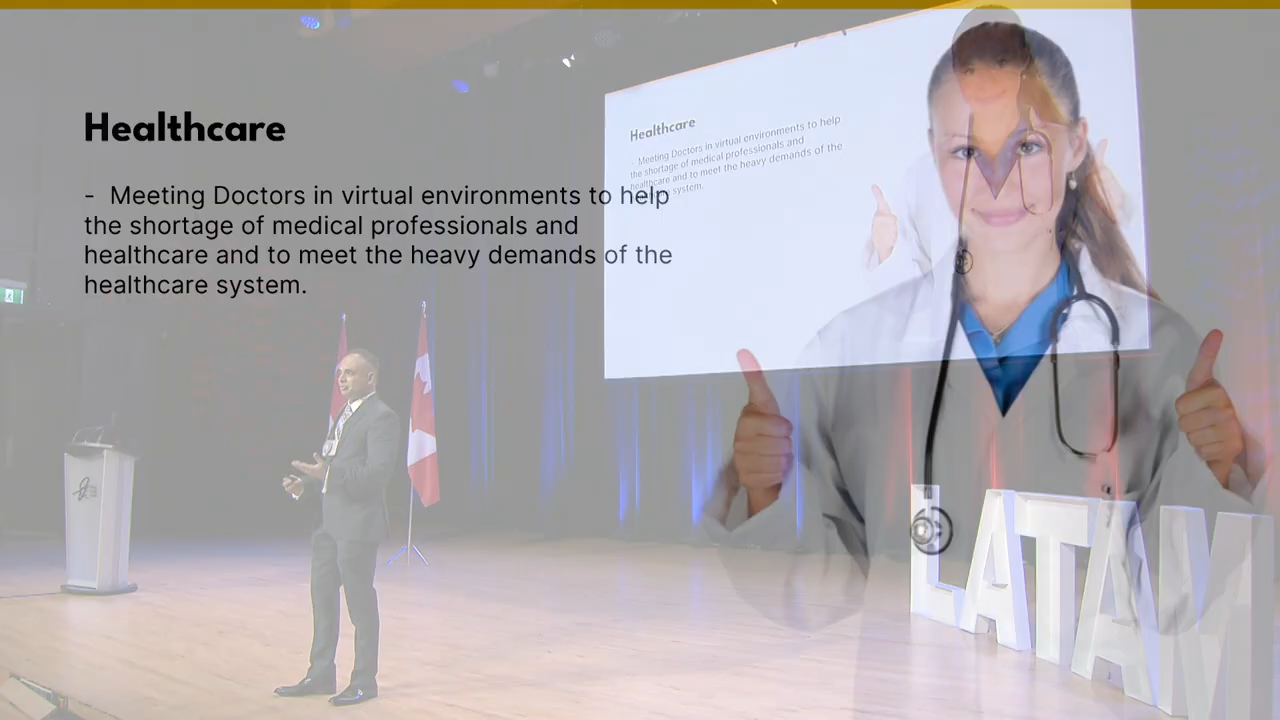 Healthcare
- Meeting Doctors in virtual environments to help
the shortage of medical professionals and
healthcare and to meet the heavy demands of the
healthcare system.
Healthcare
- Meeting Doctors in virtual environments to help
the shortage of medical professionals and
healthcare and to meet the heavy demands of the
system.
LATAM